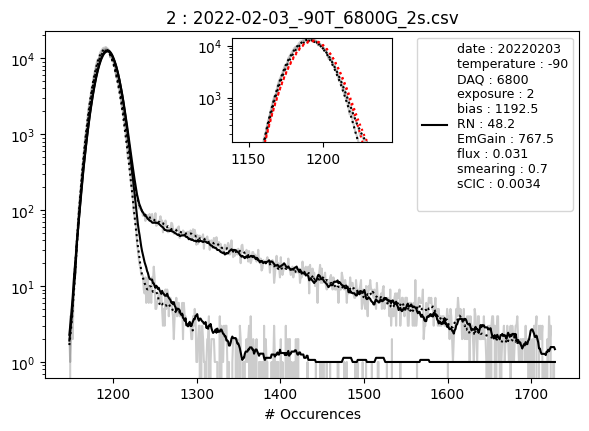 2 : 2022-02-03_-90T_6800G_2s.csv
date : 20220203
temperature : -90
DAQ : 6800
exposure : 2
bias : 1192.5
RN : 48.2
EmGain : 767.5
flux : 0.031
smearing : 0.7
sCIC : 0.0034
10⁴
10³
1150 1200
10⁴
10³
10²
10¹
10⁰
1200 1300 1400 1500 1600 1700
# Occurences